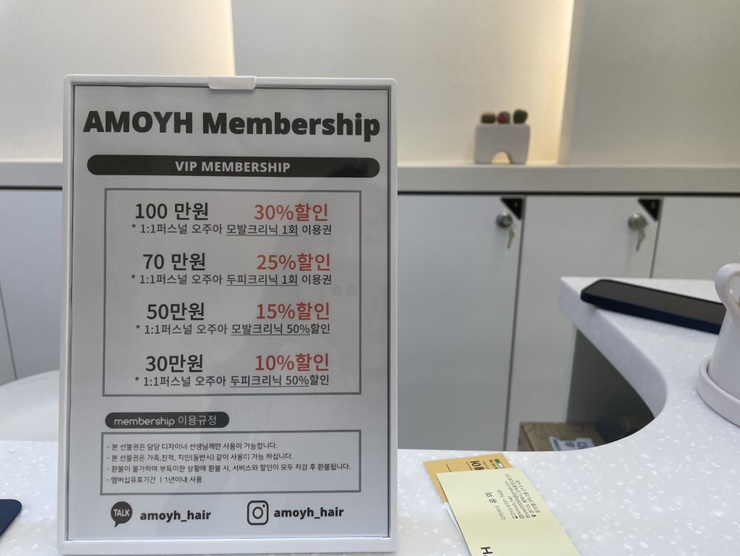 AMOYH Membership
VIP MEMBERSHIP
100 만원 30%할인
* 1:1퍼스널 오주아 모발크리닉 1회 이용권
70 만원 25%할인
* 1:1퍼스널 오주아 두피크리닉 1회 이용권
50만원 15%할인
* 1:1퍼스널 오주아 모발크리닉 50%할인
30만원 10%할인
* 1:1퍼스널 오주아 두피크리닉 50%할인
membership 이용규정
- 본 선불권은 담당 디자이너 선생님께만 사용이 가능합니다.
- 본 선불권은 가족,친척, 지인(동반시) 같이 사용이 가능 하십니다.
- 환불이 불가하며 부득이한 상황에 환불 시, 서비스와 할인이 모두 차감 후 환불됩니다.
- 맴버십유호기간 ㅣ1년이내 사용
TALK amoyh_hair
amoyh_hair